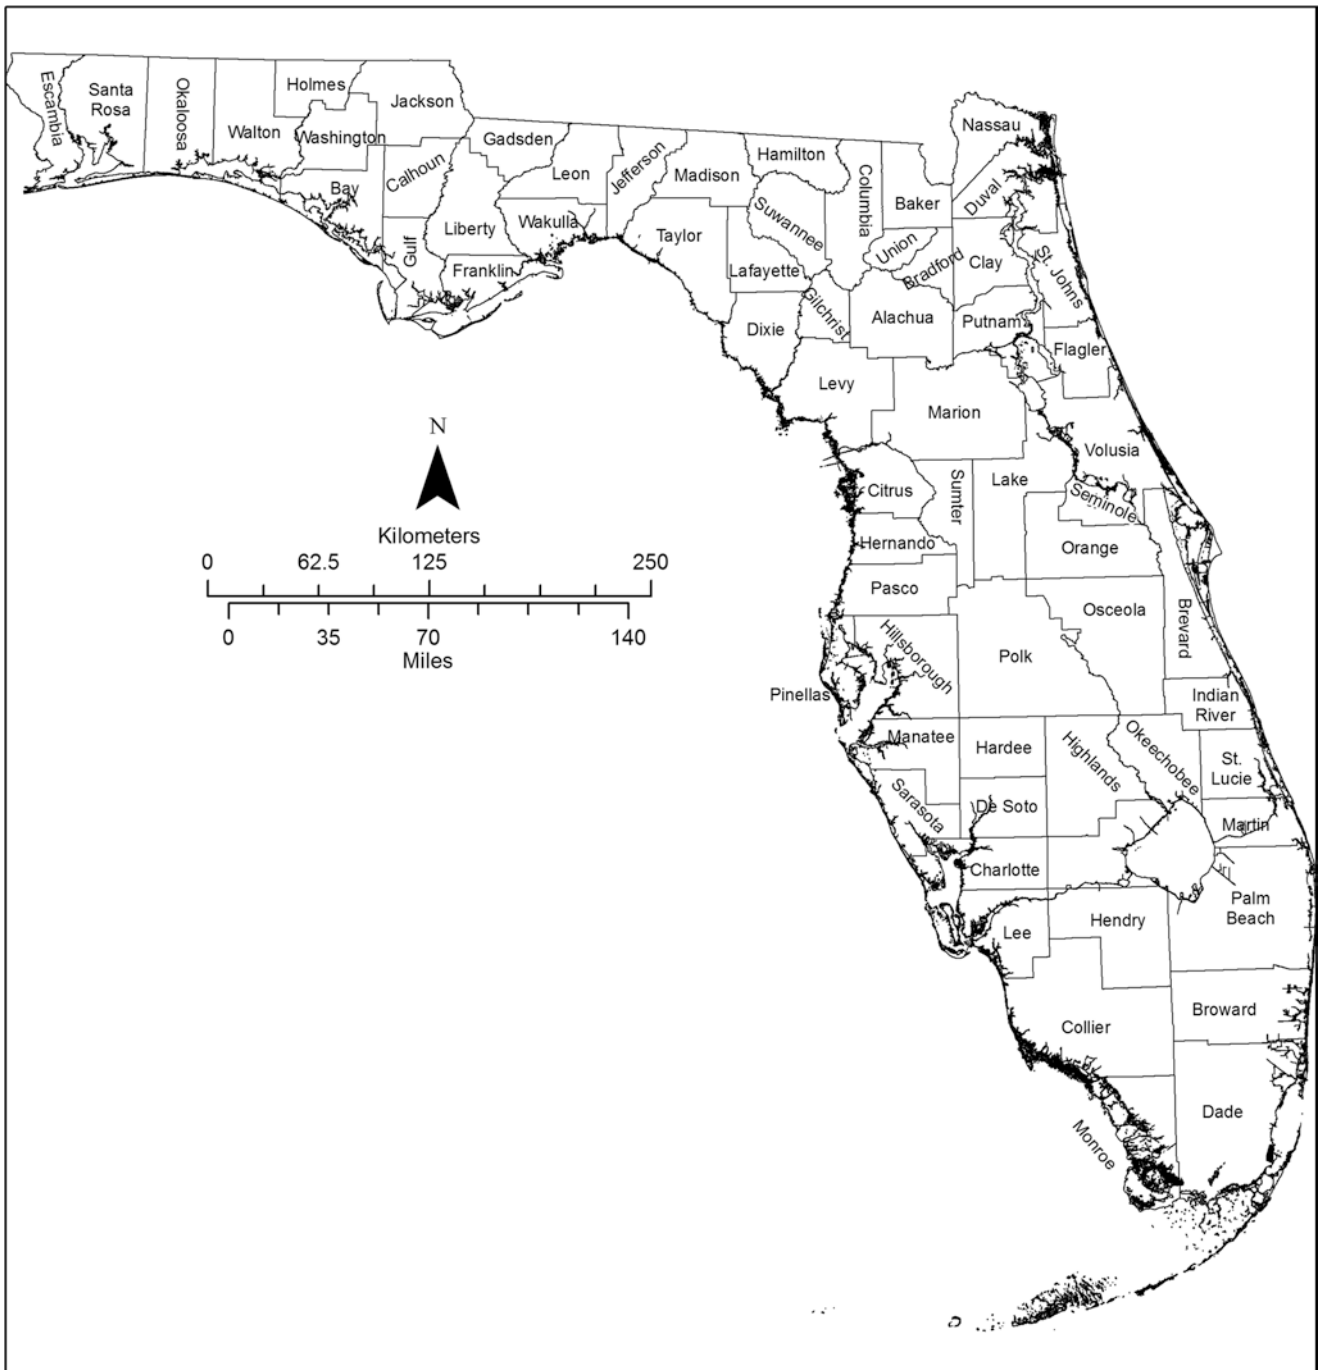 Escambia
Santa
Rosa
Okaloosa
Walton
Holmes
Washington
Jackson
Bay
Calhoun
Gulf
Gadsden
Liberty
Franklin
Leon
Wakulla
Jefferson
Madison
Taylor
Hamilton
Suwannee
Lafayette
Dixie
Columbia
Gilchrist
Baker
Union
Bradford
Alachua
Nassau
Duval
Clay
St. Johns
Putnam
Flagler
Levy
Marion
Volusia
Citrus
Sumter
Lake
Seminole
Hernando
Orange
Pasco
Osceola
Brevard
Hillsborough
Polk
Pinellas
Indian
River
Manatee
Hardee
Highlands
Okeechobee
St.
Lucie
Sarasota
De Soto
Martin
Charlotte
Palm
Beach
Lee
Hendry
Broward
Collier
Dade
Monroe
N
Kilometers
0 62.5 125 250
0 35 70 140
Miles